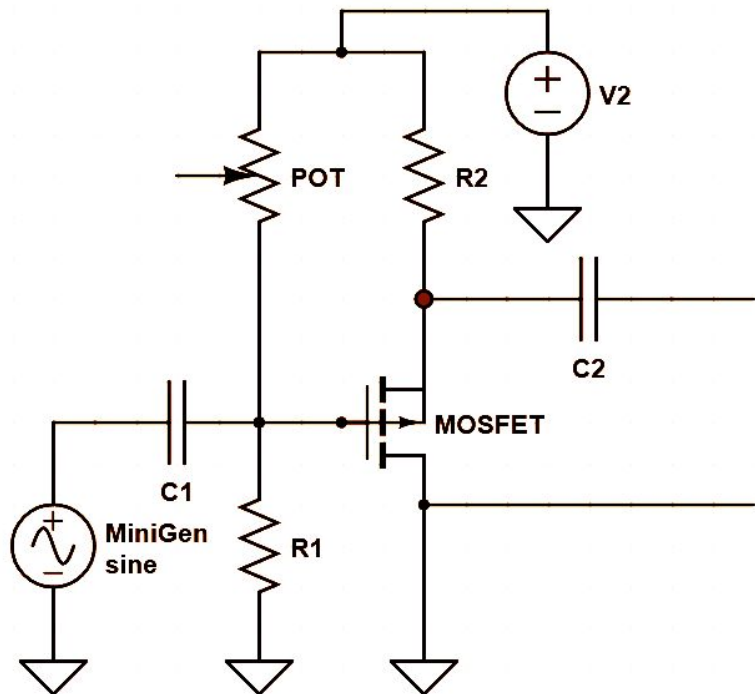 +
−
V2
POT
R2
C2
MOSFET
C1
+
−
MiniGen
sine
R1